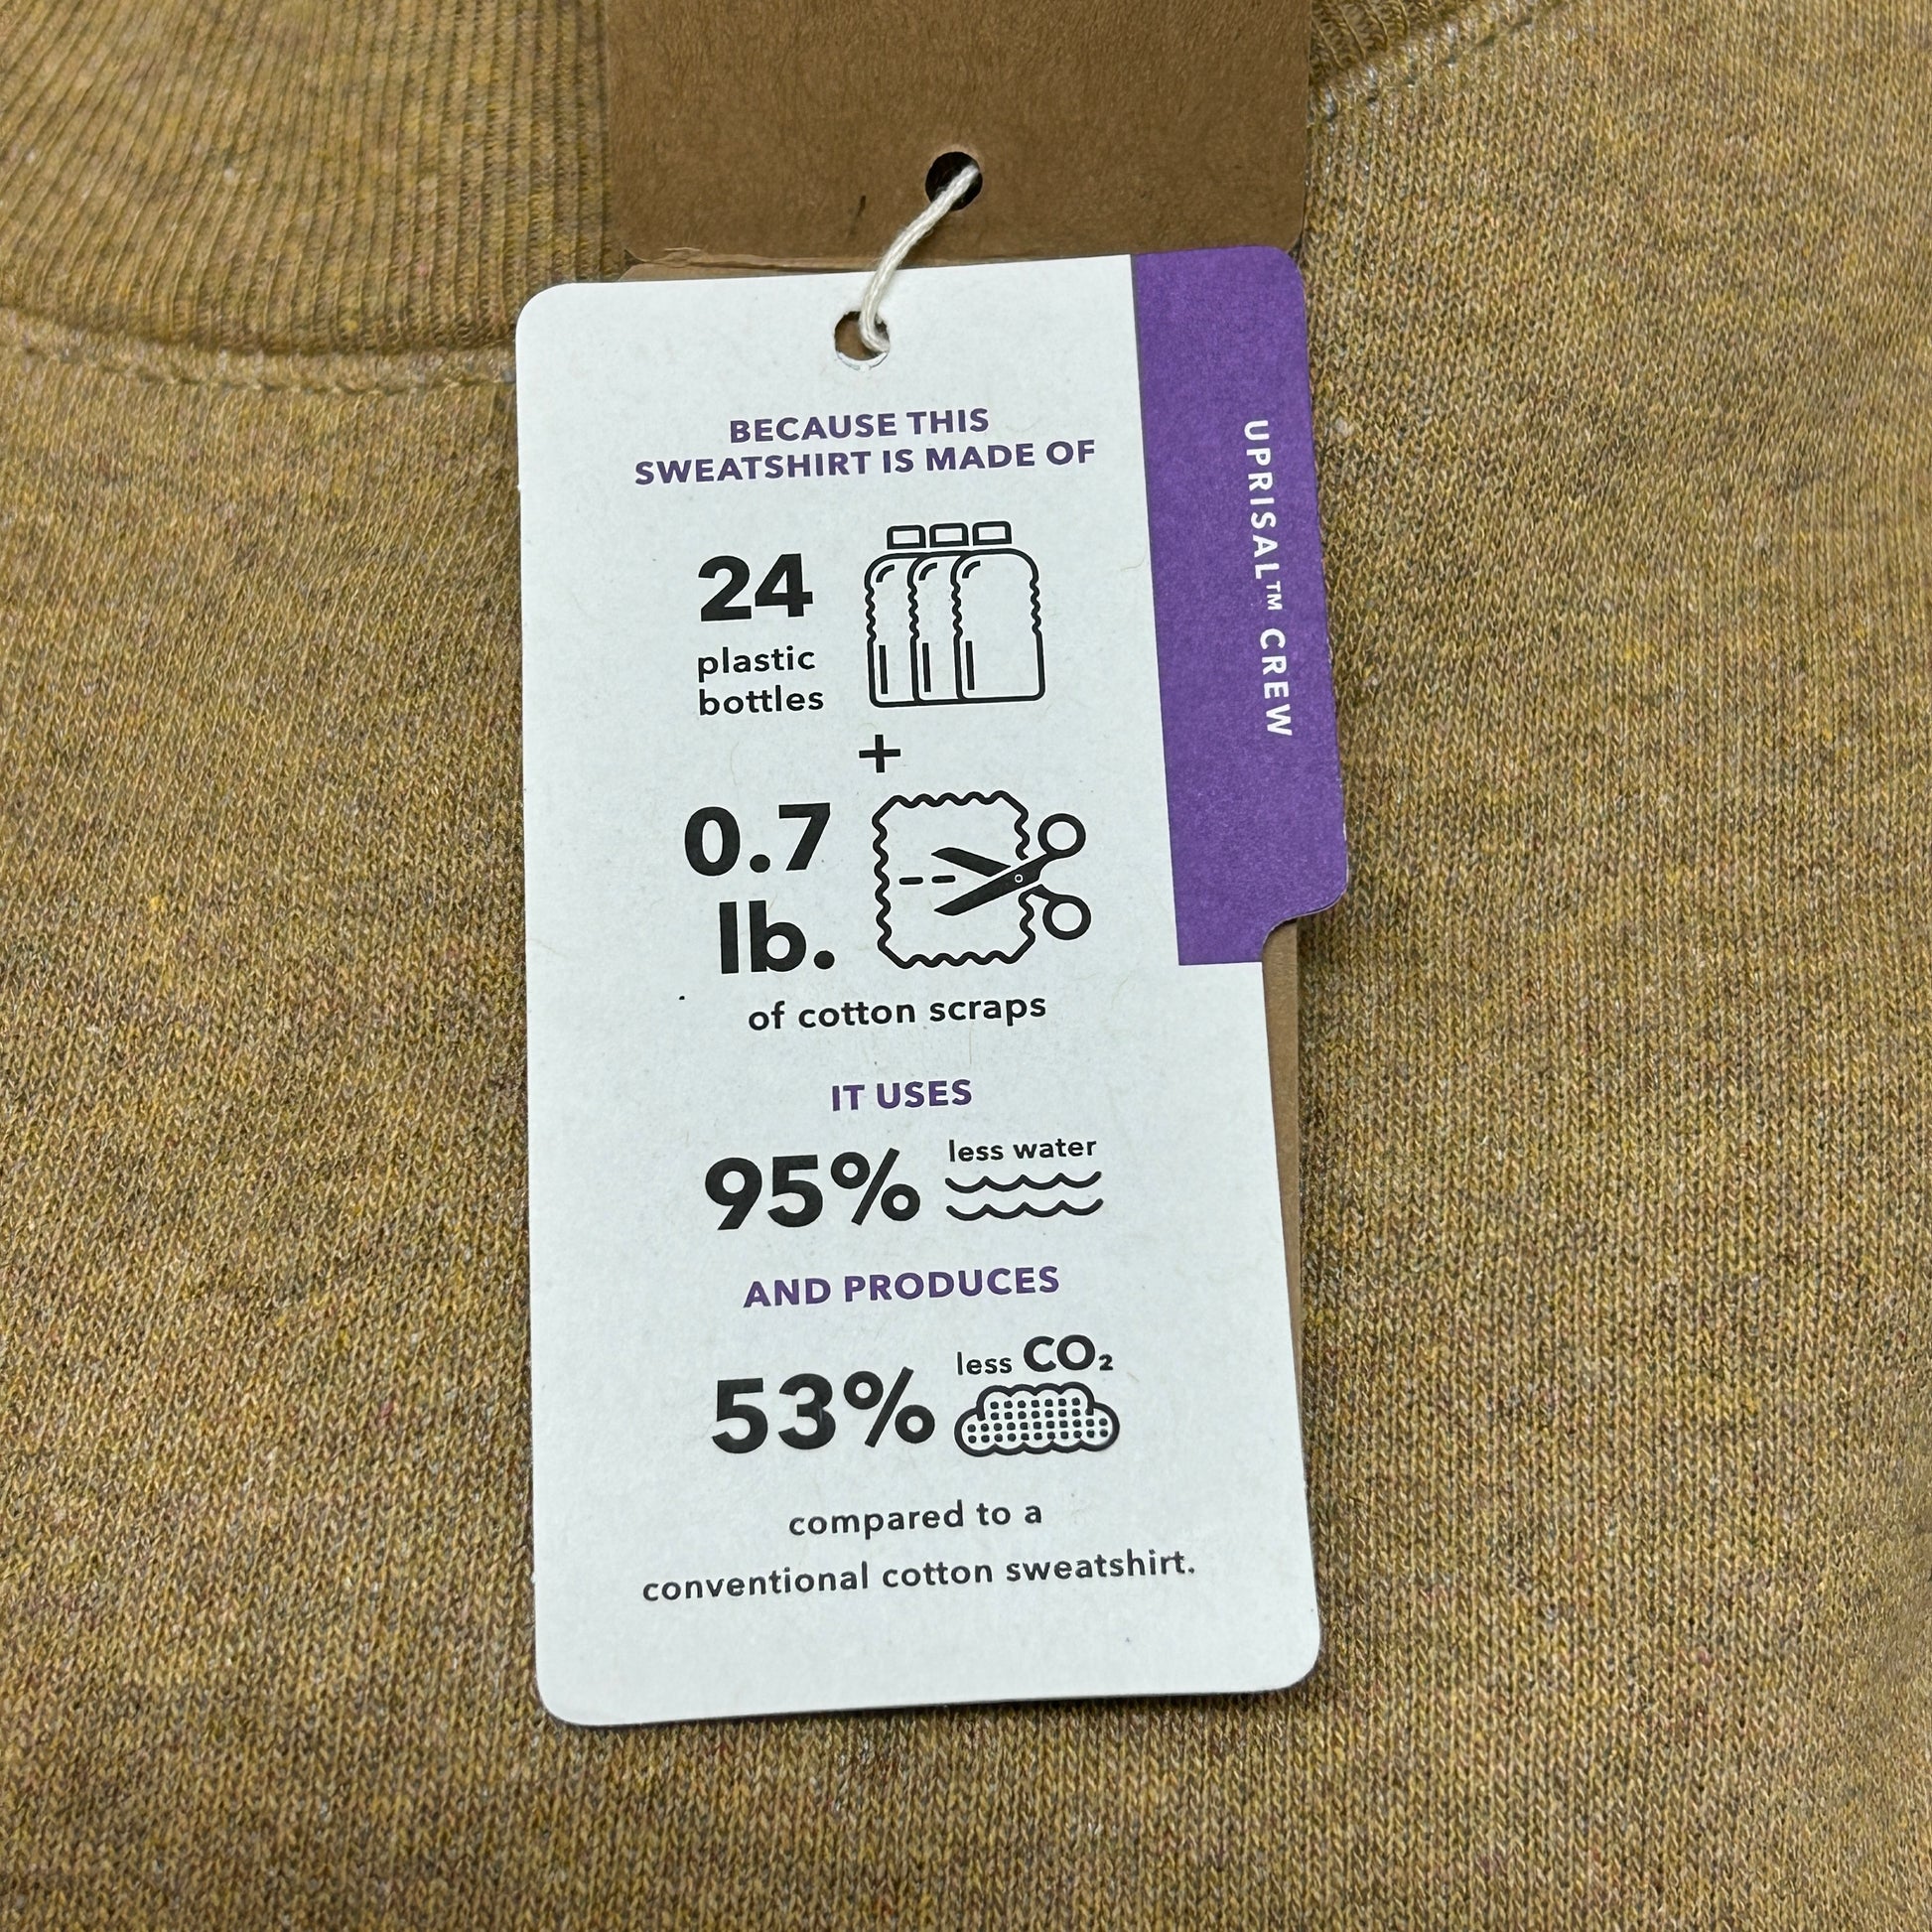 BECAUSE THIS
SWEATSHIRT IS MADE OF
24
plastic
bottles
+
0.7
lb.
of cotton scraps
IT USES
95%
less water
AND PRODUCES
53%
less CO₂
compared to a
conventional cotton sweatshirt.
UPRISAL™ CREW